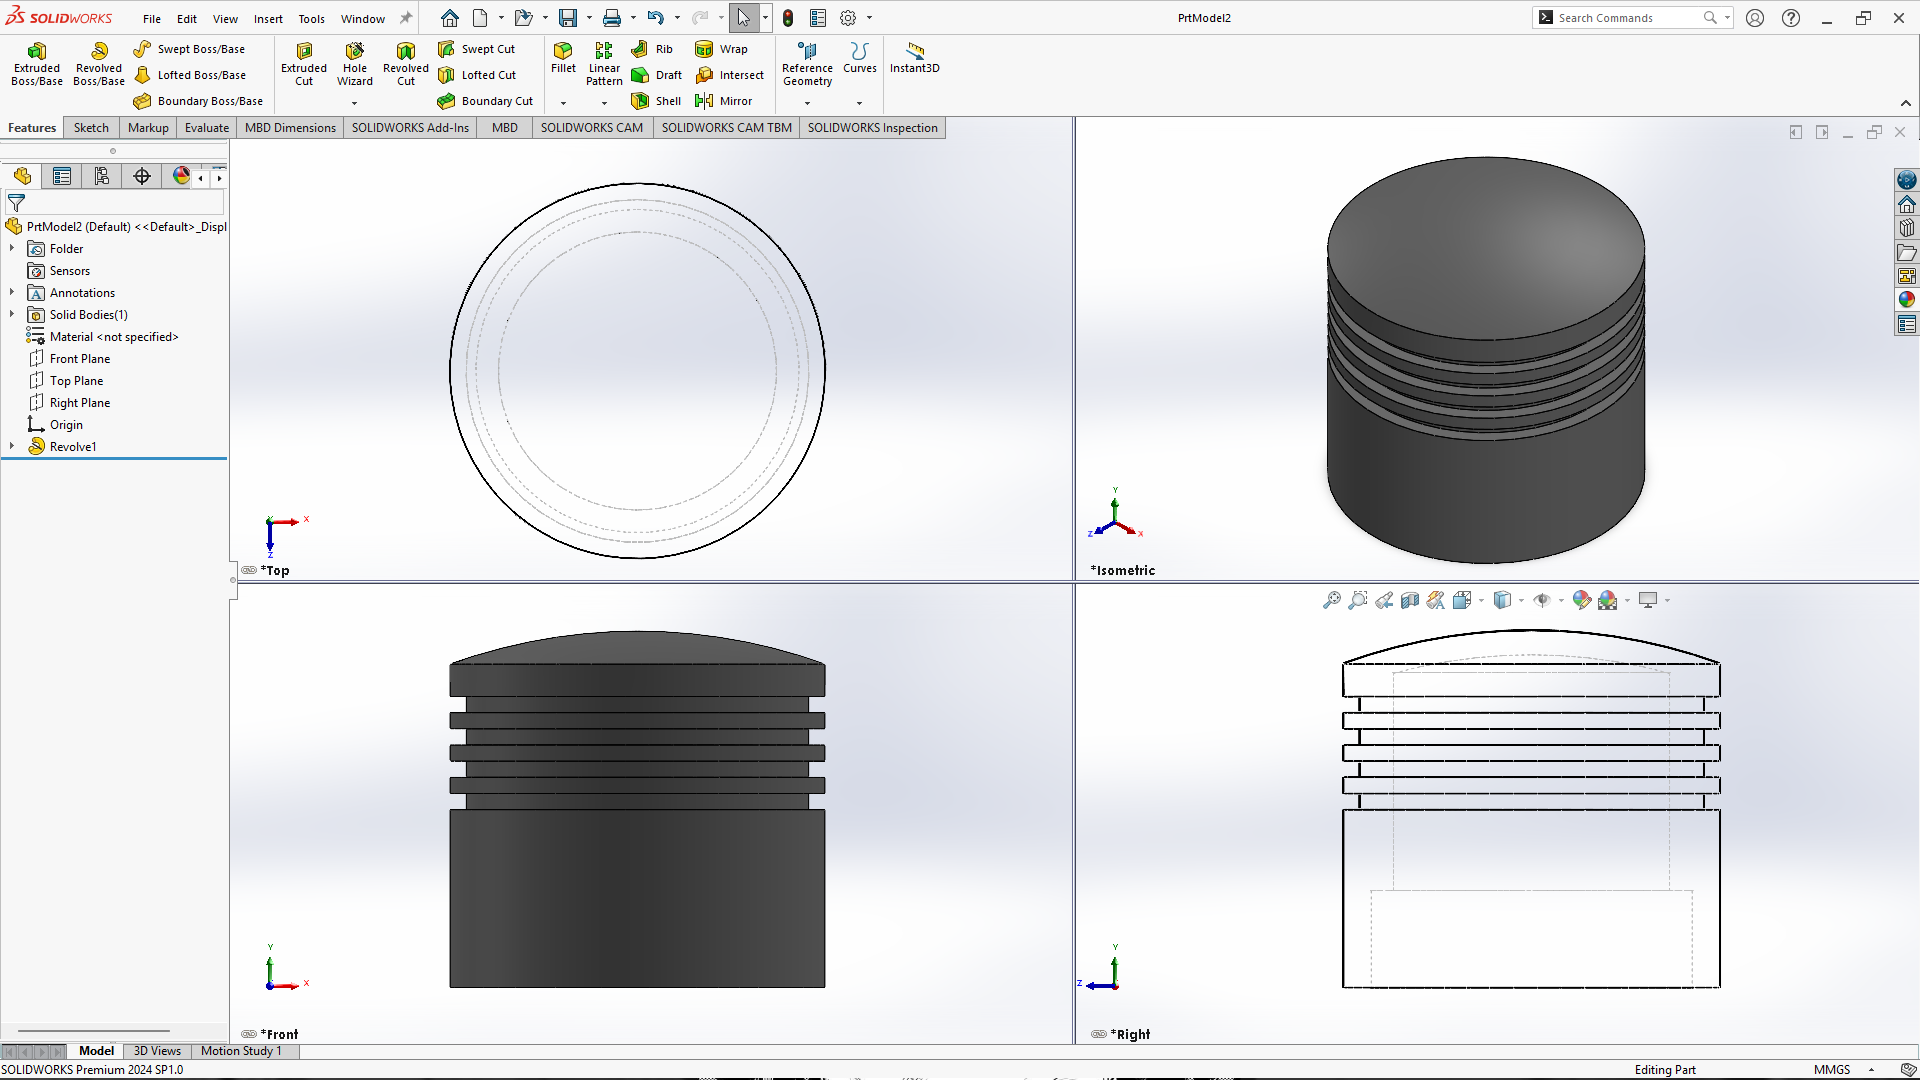 SOLIDWORKS File Edit View Insert Tools Window PrtModel2 Search Commands
Extruded Boss/Base
Revolved Boss/Base
Swept Boss/Base
Lofted Boss/Base
Boundary Boss/Base
Extruded Cut
Hole Wizard
Revolved Cut
Swept Cut
Lofted Cut
Boundary Cut
Fillet
Linear Pattern
Rib
Draft
Shell
Wrap
Intersect
Mirror
Reference Geometry
Curves
Instant3D
Features Sketch Markup Evaluate MBD Dimensions SOLIDWORKS Add-Ins MBD SOLIDWORKS CAM SOLIDWORKS CAM TBM SOLIDWORKS Inspection
PrtModel2 (Default) <<Default>_Displ
Folder
Sensors
Annotations
Solid Bodies(1)
Material <not specified>
Front Plane
Top Plane
Right Plane
Origin
Revolve1
Y X Z
*Top
Y Z X
*Isometric
Y X
*Front
Y Z
*Right
Model 3D Views Motion Study 1
SOLIDWORKS Premium 2024 SP1.0 Editing Part MMGS